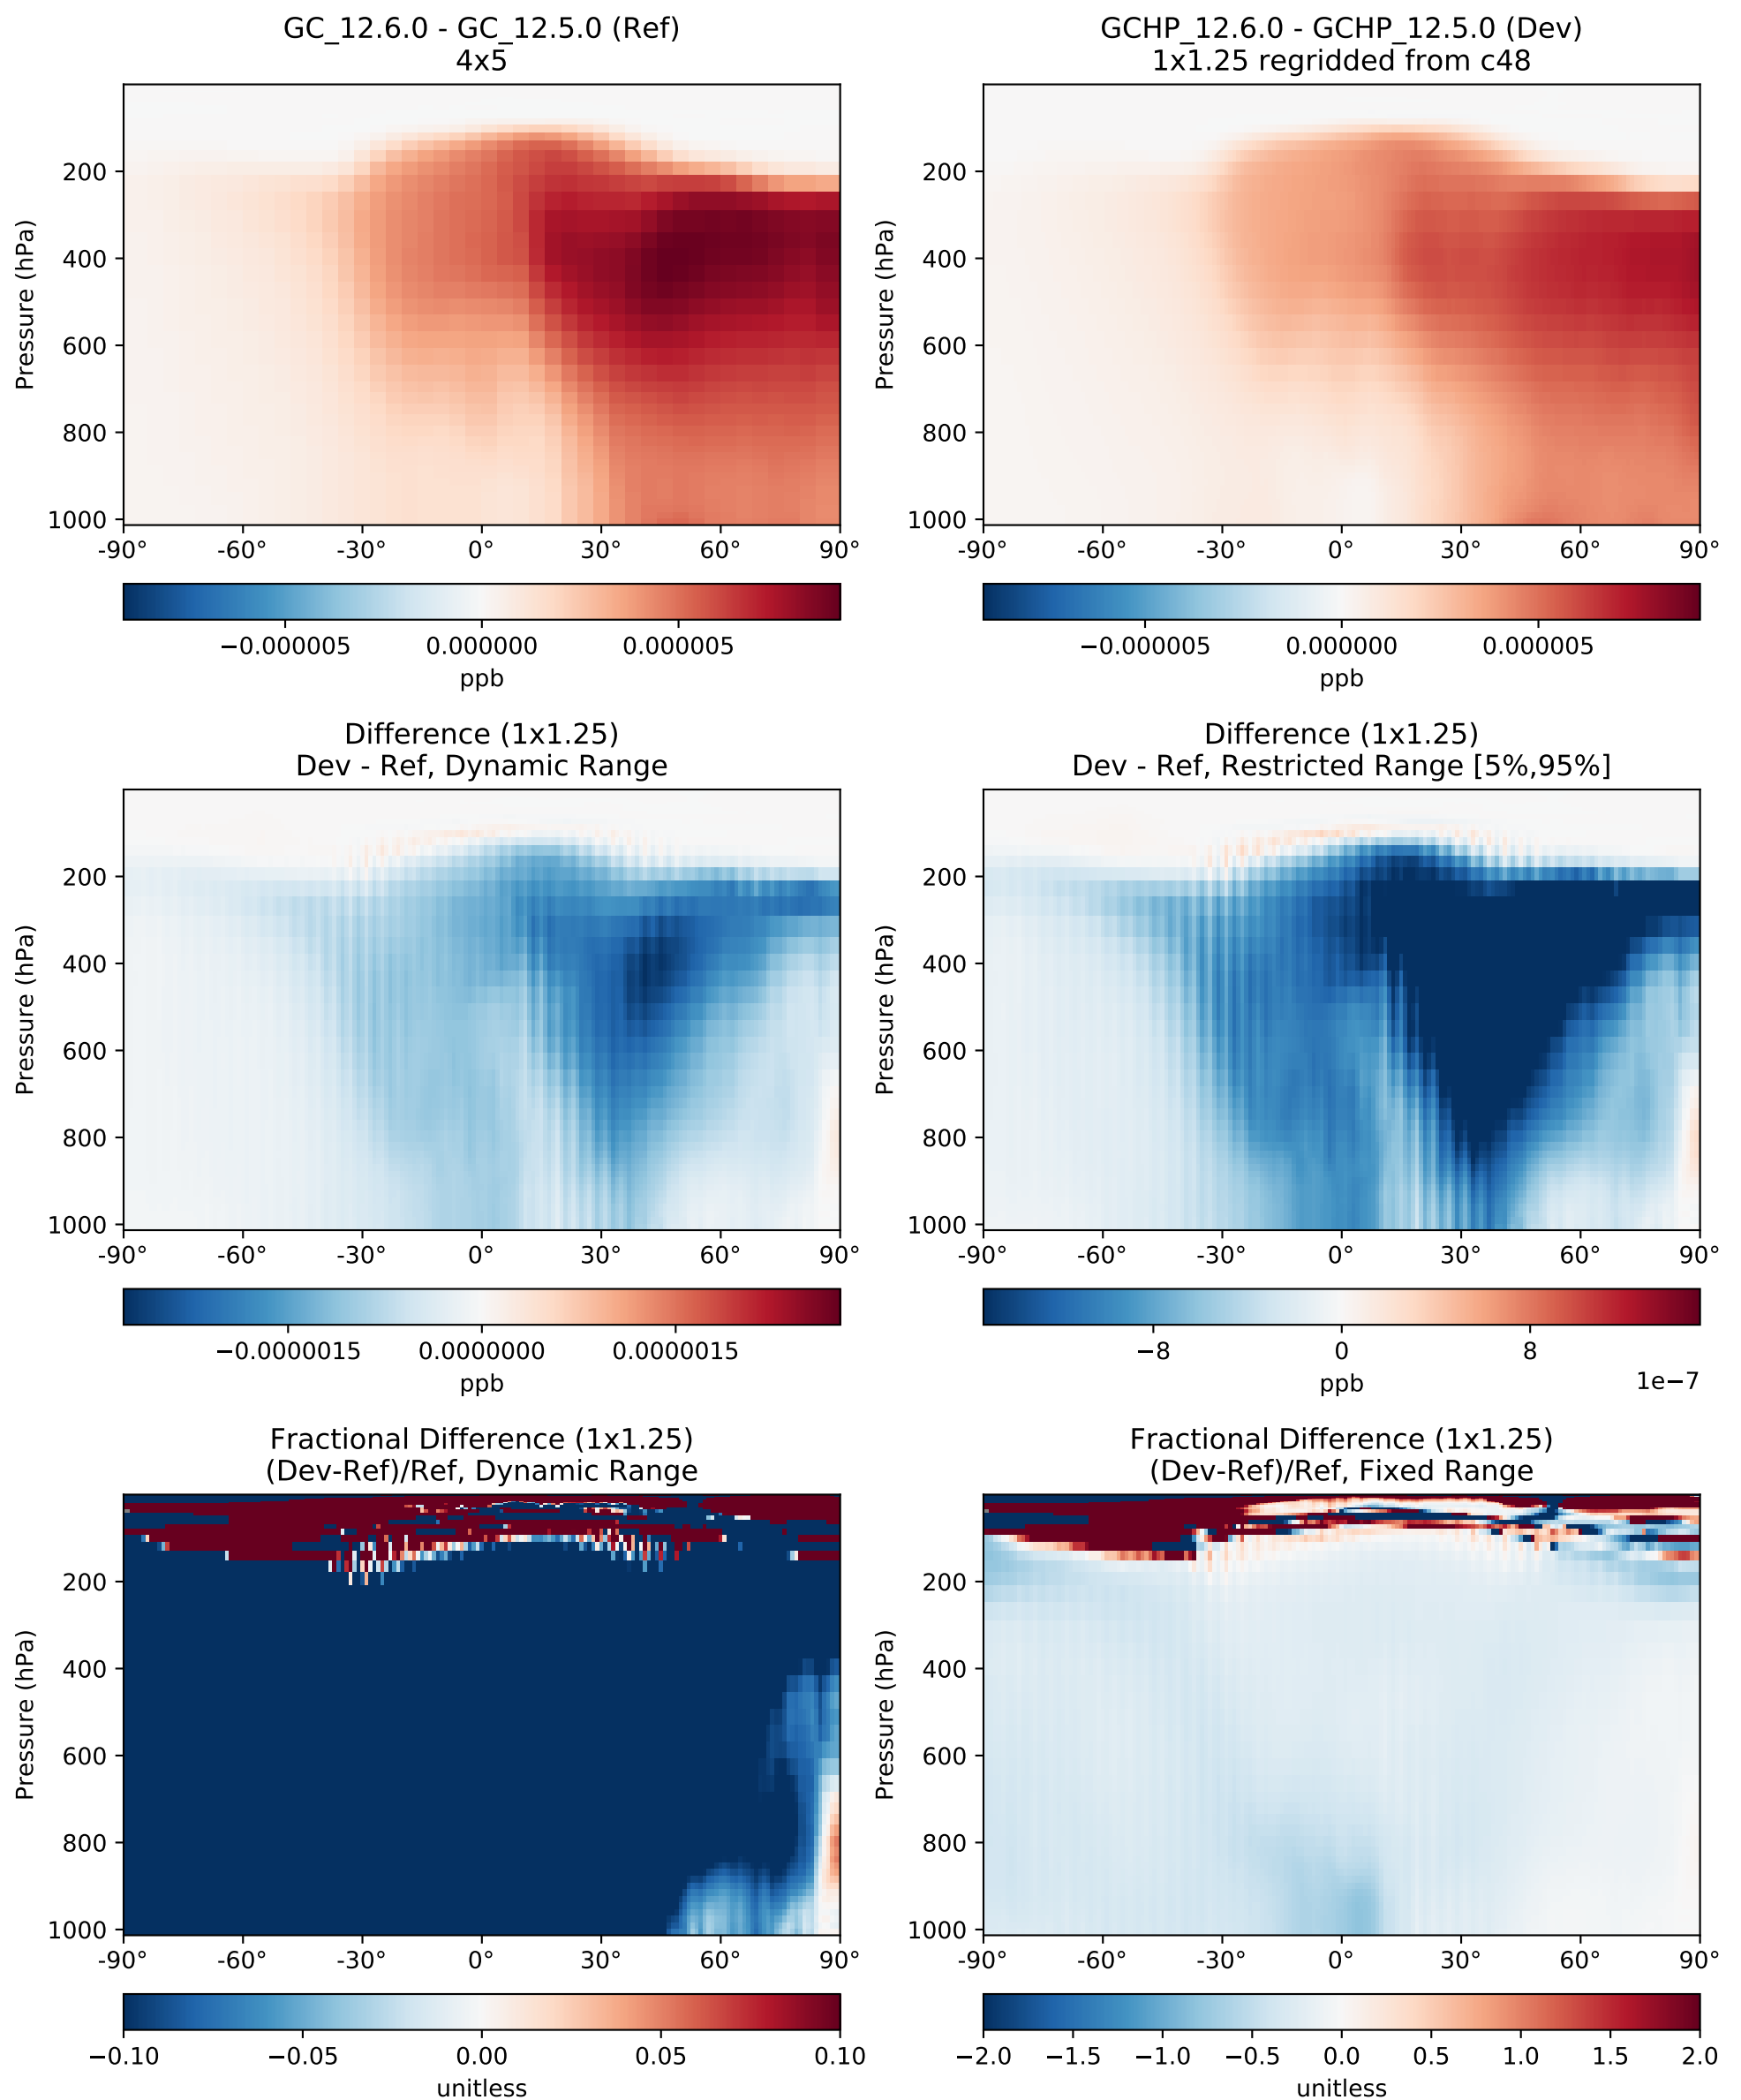 GC_12.6.0 - GC_12.5.0 (Ref)
4x5
Pressure (hPa)
200
400
600
800
1000
-90° -60° -30° 0° 30° 60° 90°
−0.000005 0.000000 0.000005
ppb
GCHP_12.6.0 - GCHP_12.5.0 (Dev)
1x1.25 regridded from c48
Pressure (hPa)
200
400
600
800
1000
-90° -60° -30° 0° 30° 60° 90°
−0.000005 0.000000 0.000005
ppb
Difference (1x1.25)
Dev - Ref, Dynamic Range
Pressure (hPa)
200
400
600
800
1000
-90° -60° -30° 0° 30° 60° 90°
−0.0000015 0.0000000 0.0000015
ppb
Difference (1x1.25)
Dev - Ref, Restricted Range [5%,95%]
Pressure (hPa)
200
400
600
800
1000
-90° -60° -30° 0° 30° 60° 90°
−8 0 8
ppb
1e−7
Fractional Difference (1x1.25)
(Dev-Ref)/Ref, Dynamic Range
Pressure (hPa)
200
400
600
800
1000
-90° -60° -30° 0° 30° 60° 90°
−0.10 −0.05 0.00 0.05 0.10
unitless
Fractional Difference (1x1.25)
(Dev-Ref)/Ref, Fixed Range
Pressure (hPa)
200
400
600
800
1000
-90° -60° -30° 0° 30° 60° 90°
−2.0 −1.5 −1.0 −0.5 0.0 0.5 1.0 1.5 2.0
unitless